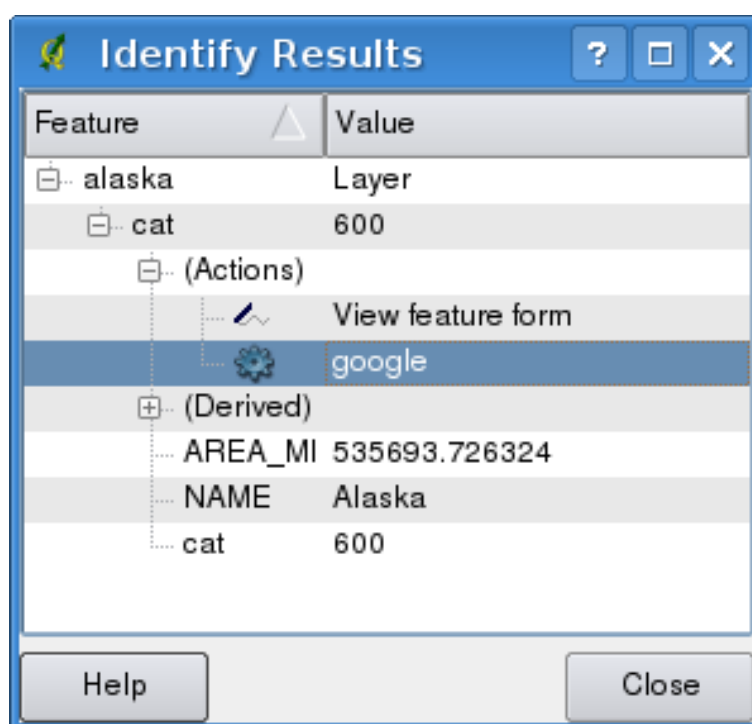 Identify Results
Feature Value
alaska Layer
cat 600
(Actions)
View feature form
google
(Derived)
AREA_MI 535693.726324
NAME Alaska
cat 600
Help Close